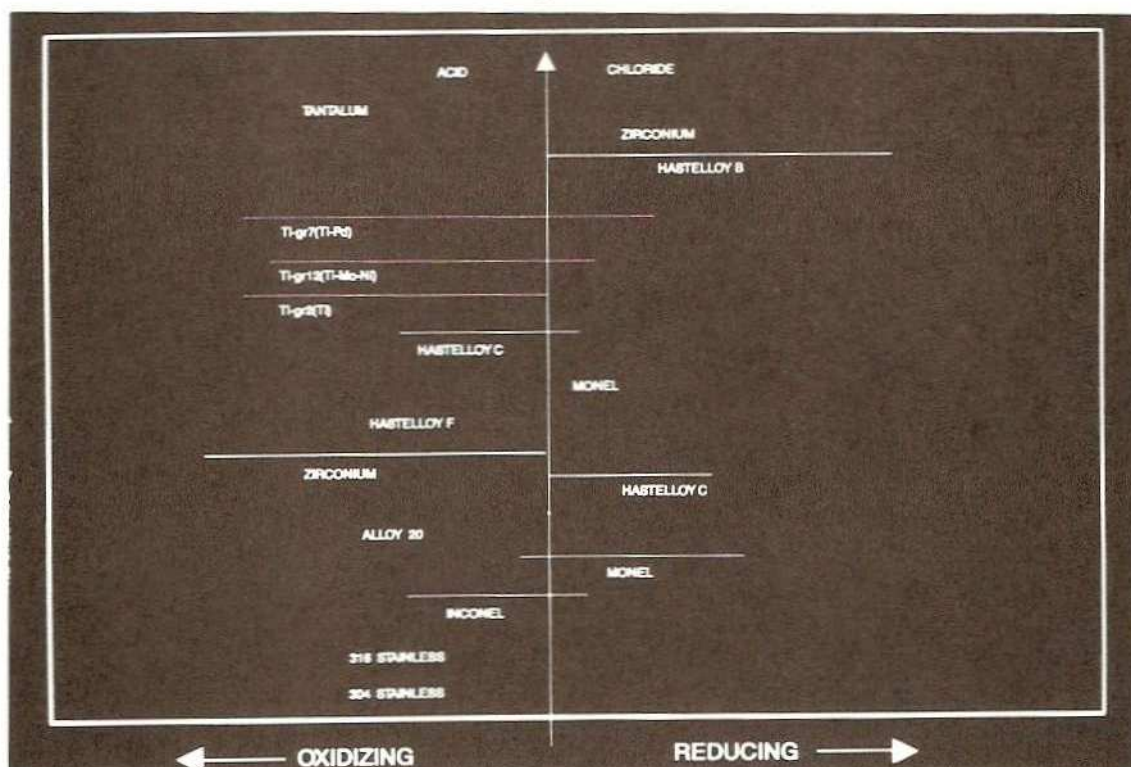 ACID
CHLORIDE
TANTALUM
ZIRCONIUM
HASTELLOY B
Ti-gr7(Ti-Pd)
Ti-gr12(Ti-Mo-Ni)
Ti-gr2(Ti)
HASTELLOY C
MONEL
HASTELLOY F
ZIRCONIUM
HASTELLOY C
ALLOY 20
MONEL
INCONEL
316 STAINLESS
304 STAINLESS
OXIDIZING
REDUCING